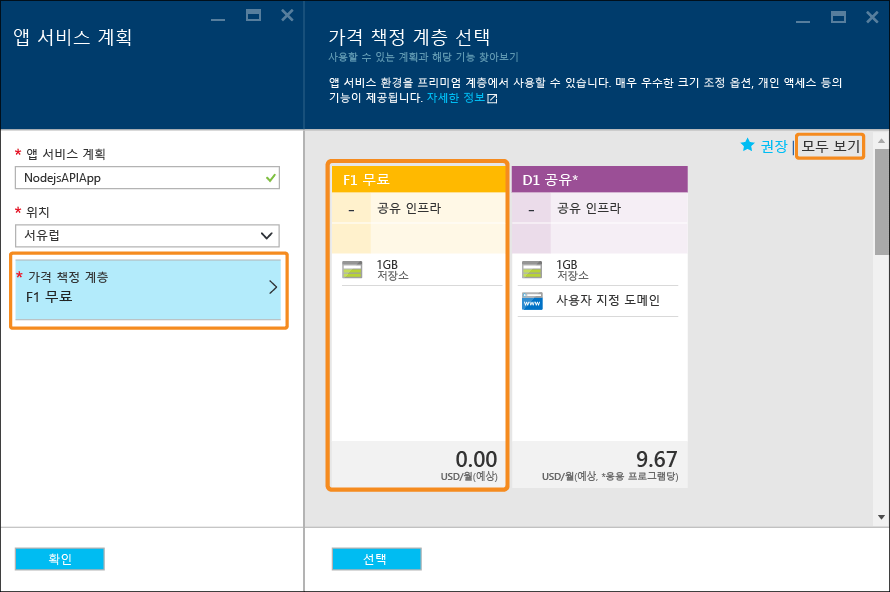 앱 서비스 계획
* 앱 서비스 계획
NodejsAPIApp
* 위치
서유럽
* 가격 책정 계층
F1 무료
확인
가격 책정 계층 선택
사용할 수 있는 계획과 해당 기능 찾아보기
앱 서비스 환경을 프리미엄 계층에서 사용할 수 있습니다. 매우 우수한 크기 조정 옵션, 개인 액세스 등의
기능이 제공됩니다. 자세한 정보
★ 권장 | 모두 보기
F1 무료
- 공유 인프라
1GB
저장소
0.00
USD/월(예상)
D1 공유*
- 공유 인프라
1GB
저장소
www 사용자 지정 도메인
9.67
USD/월(예상, *응용 프로그램당)
선택